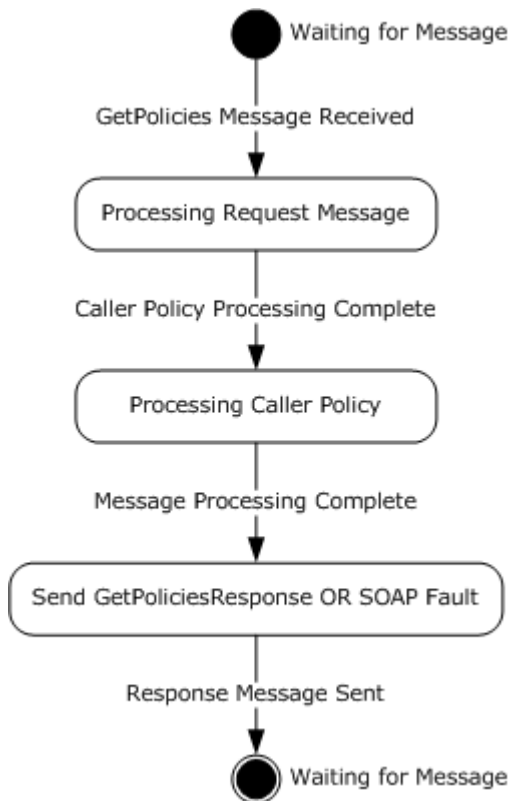 Waiting for Message
GetPolicies Message Received
Processing Request Message
Caller Policy Processing Complete
Processing Caller Policy
Message Processing Complete
Send GetPoliciesResponse OR SOAP Fault
Response Message Sent
Waiting for Message